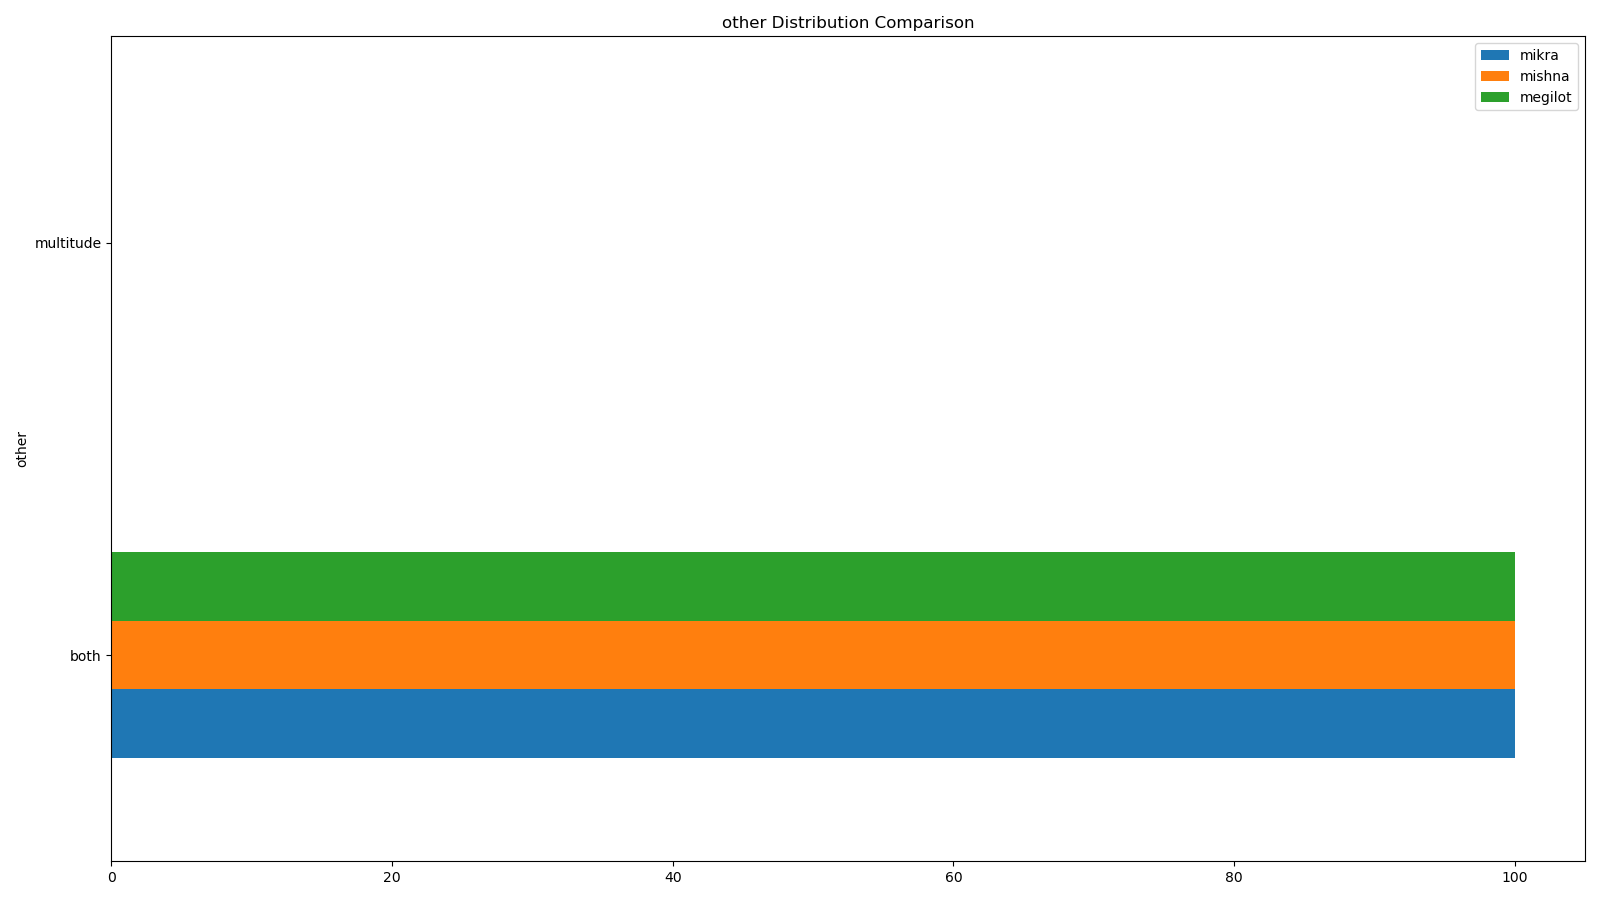 other Distribution Comparison
mikra
mishna
megilot
multitude
both
other
0 20 40 60 80 100